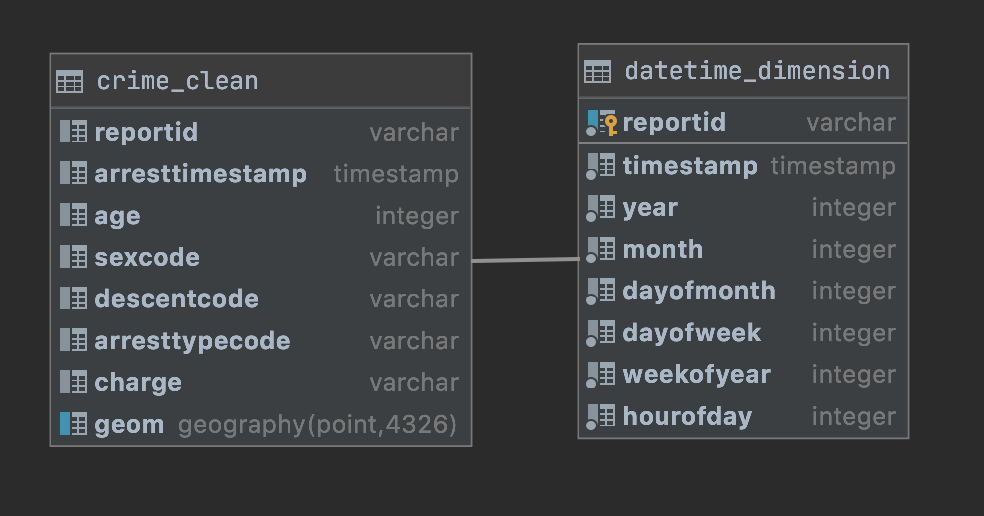 crime_clean
reportid varchar
arresttimestamp timestamp
age integer
sexcode varchar
descentcode varchar
arresttypecode varchar
charge varchar
geom geography(point,4326)
datetime_dimension
reportid varchar
timestamp timestamp
year integer
month integer
dayofmonth integer
dayofweek integer
weekofyear integer
hourofday integer